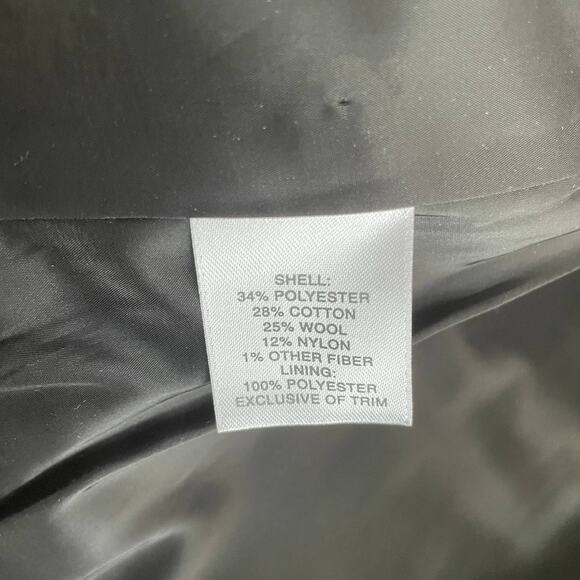 SHELL:
34% POLYESTER
28% COTTON
25% WOOL
12% NYLON
1% OTHER FIBER
LINING:
100% POLYESTER
EXCLUSIVE OF TRIM